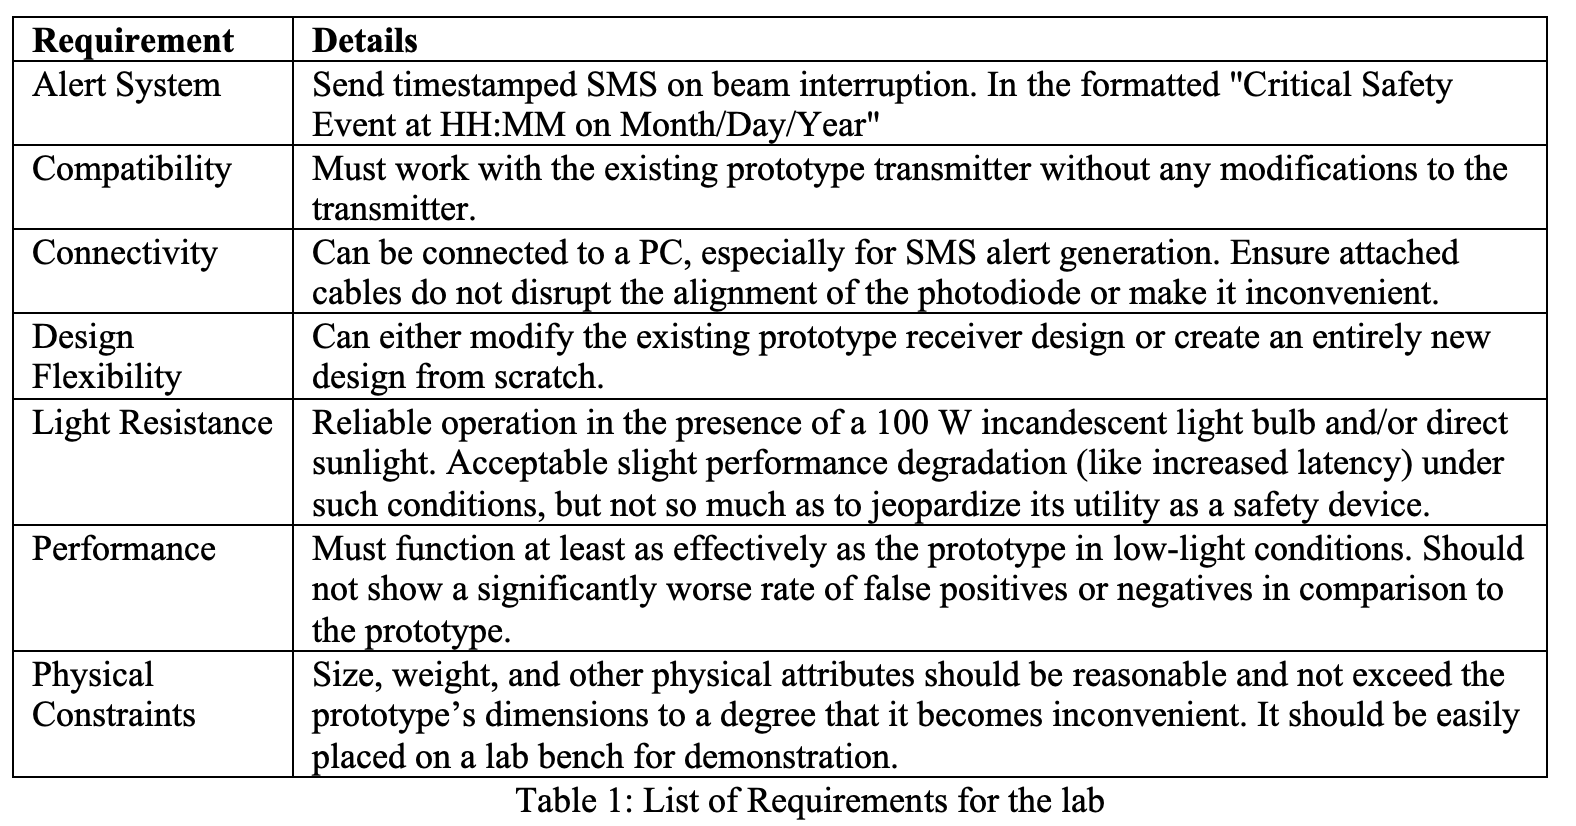 Requirement Details
Alert System Send timestamped SMS on beam interruption. In the formatted "Critical Safety
Event at HH:MM on Month/Day/Year"
Compatibility Must work with the existing prototype transmitter without any modifications to the
transmitter.
Connectivity Can be connected to a PC, especially for SMS alert generation. Ensure attached
cables do not disrupt the alignment of the photodiode or make it inconvenient.
Design Can either modify the existing prototype receiver design or create an entirely new
Flexibility design from scratch.
Light Resistance Reliable operation in the presence of a 100 W incandescent light bulb and/or direct
sunlight. Acceptable slight performance degradation (like increased latency) under
such conditions, but not so much as to jeopardize its utility as a safety device.
Performance Must function at least as effectively as the prototype in low-light conditions. Should
not show a significantly worse rate of false positives or negatives in comparison to
the prototype.
Physical Size, weight, and other physical attributes should be reasonable and not exceed the
Constraints prototype’s dimensions to a degree that it becomes inconvenient. It should be easily
placed on a lab bench for demonstration.
Table 1: List of Requirements for the lab